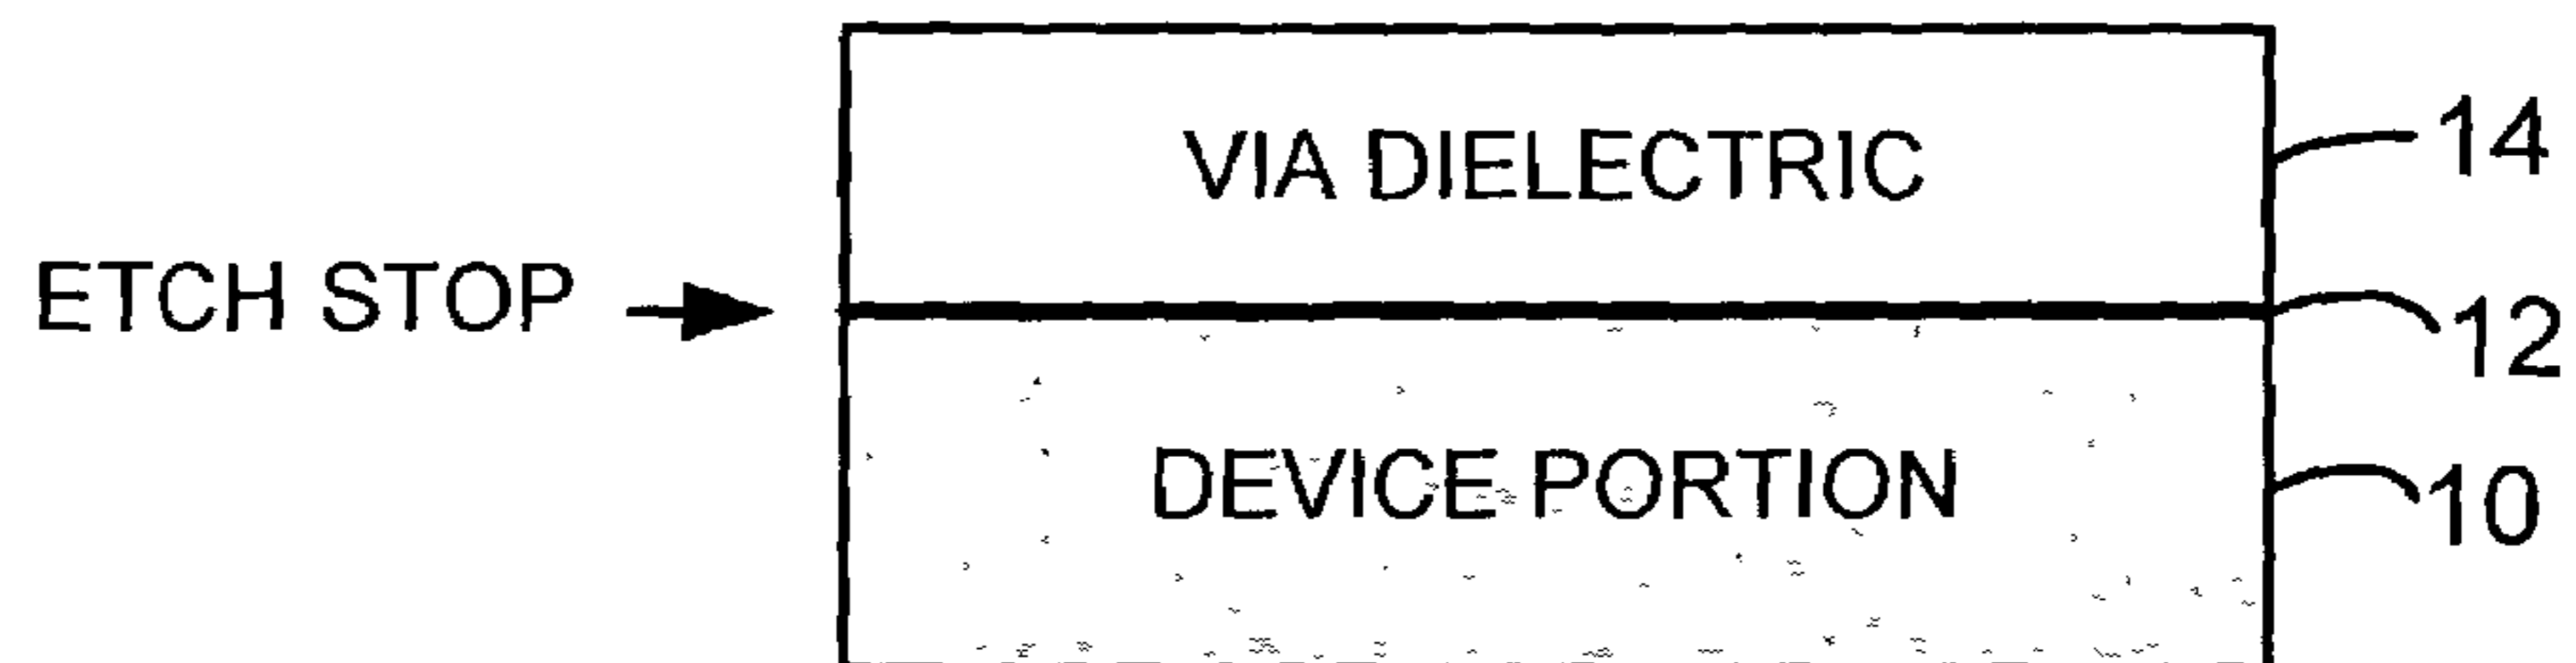 VIA DIELECTRIC
14
ETCH STOP
12
DEVICE PORTION
10